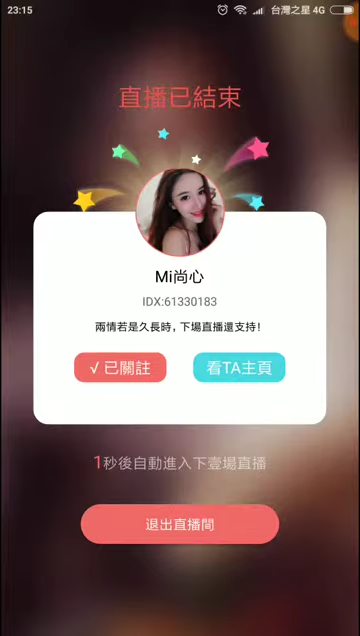 23:15 台灣之星 4G
直播已結束
Mi尚心
IDX:61330183
兩情若是久長時，下場直播還支持！
√ 已關註 看TA主頁
1秒後自動進入下壹場直播
退出直播間